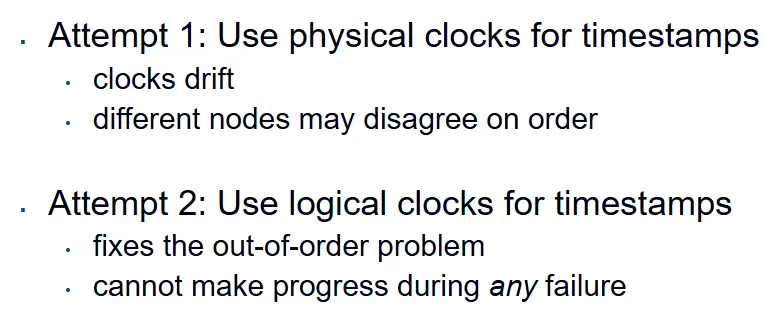 · Attempt 1: Use physical clocks for timestamps
· clocks drift
· different nodes may disagree on order
· Attempt 2: Use logical clocks for timestamps
· fixes the out-of-order problem
· cannot make progress during any failure